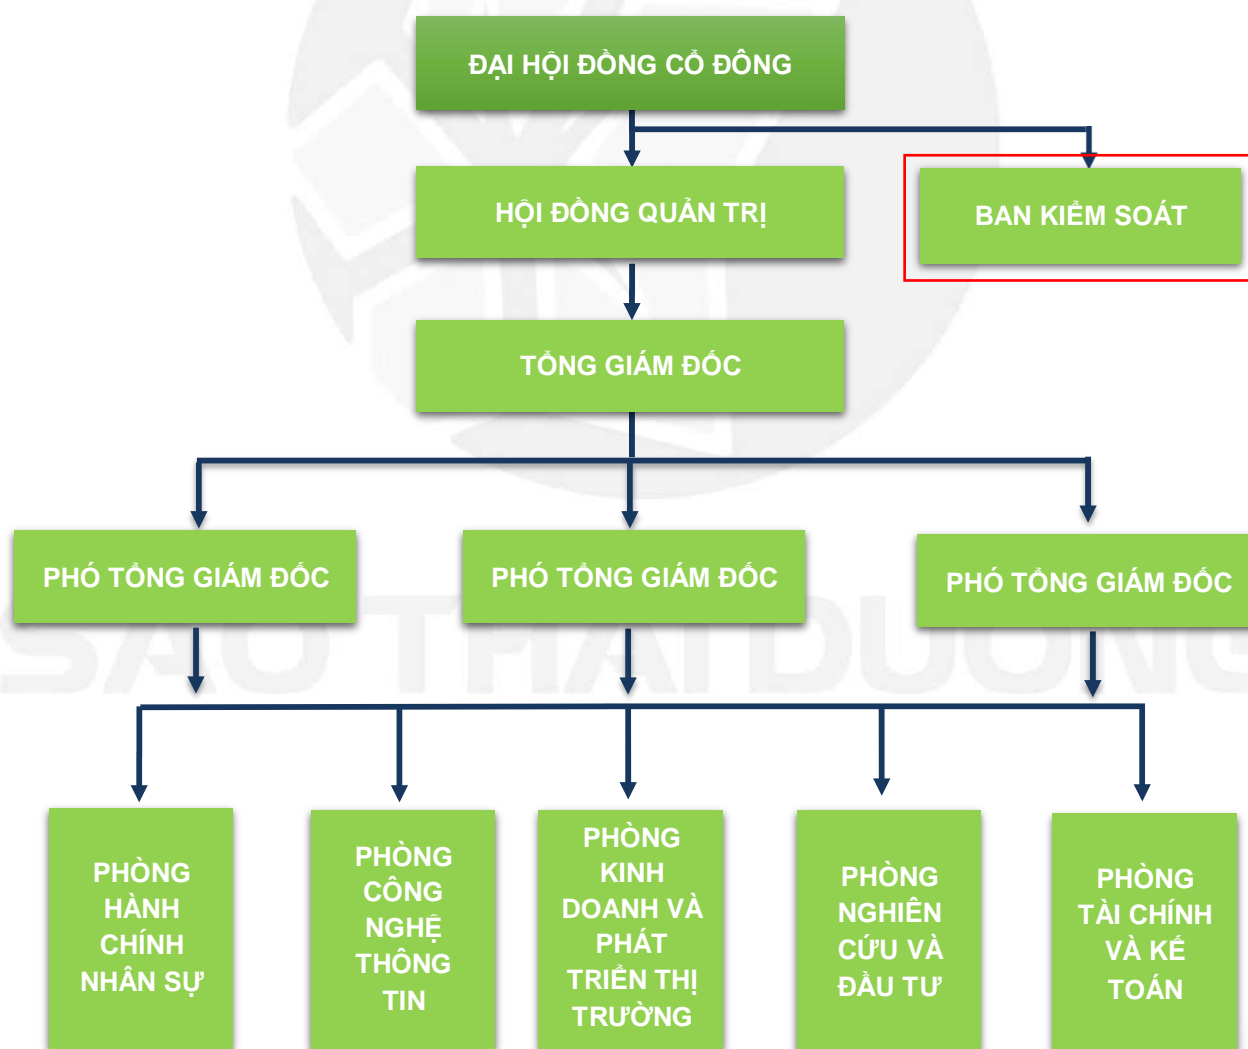 ĐẠI HỘI ĐỒNG CỔ ĐÔNG
HỘI ĐỒNG QUẢN TRỊ
BAN KIỂM SOÁT
TỔNG GIÁM ĐỐC
PHÓ TỔNG GIÁM ĐỐC
PHÓ TỔNG GIÁM ĐỐC
PHÓ TỔNG GIÁM ĐỐC
SAO THAI DUONG
PHÒNG
HÀNH
CHÍNH
NHÂN SỰ
PHÒNG
CÔNG
NGHỆ
THÔNG
TIN
PHÒNG
KINH
DOANH VÀ
PHÁT
TRIỂN THỊ
TRƯỜNG
PHÒNG
NGHIÊN
CỨU VÀ
ĐẦU TƯ
PHÒNG
TÀI CHÍNH
VÀ KẾ
TOÁN